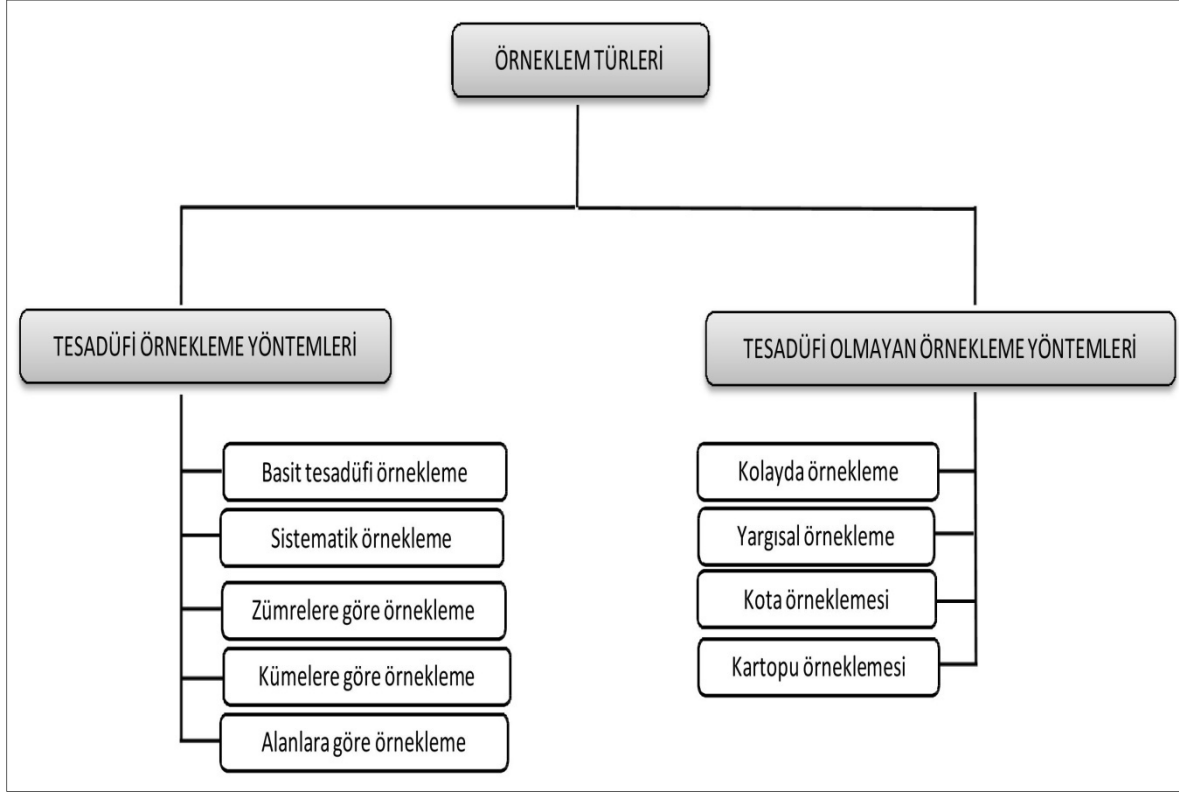 ÖRNEKLEM TÜRLERİ
TESADÜFİ ÖRNEKLEME YÖNTEMLERİ
Basit tesadüfi örnekleme
Sistematik örnekleme
Zümrelere göre örnekleme
Kümelere göre örnekleme
Alanlara göre örnekleme
TESADÜFİ OLMAYAN ÖRNEKLEME YÖNTEMLERİ
Kolayda örnekleme
Yargısal örnekleme
Kota örneklemesi
Kartopu örneklemesi